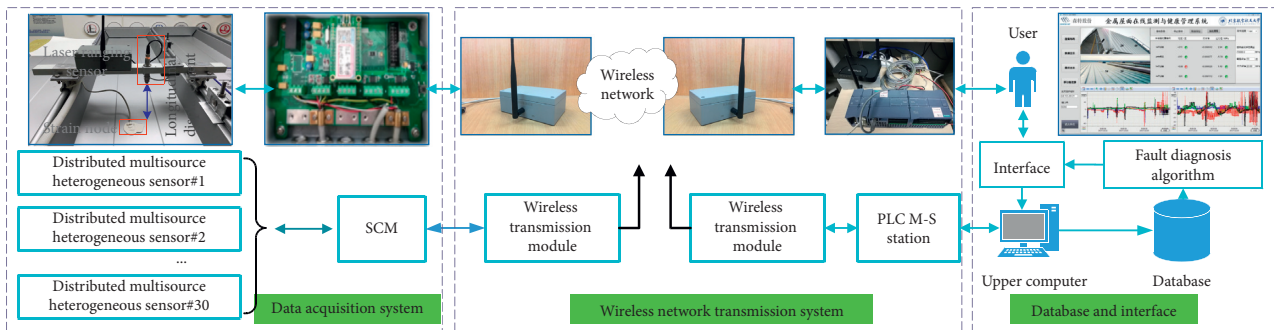 Laser ranging
sensor
Strain node
Wireless
network
User
金属屋面在线监测与健康管理系统
Distributed multisource
heterogeneous sensor#1
Distributed multisource
heterogeneous sensor#2
...
Distributed multisource
heterogeneous sensor#30
SCM
Wireless
transmission
module
Wireless
transmission
module
PLC M-S
station
Interface
Fault diagnosis
algorithm
Upper computer
Database
Data acquisition system
Wireless network transmission system
Database and interface